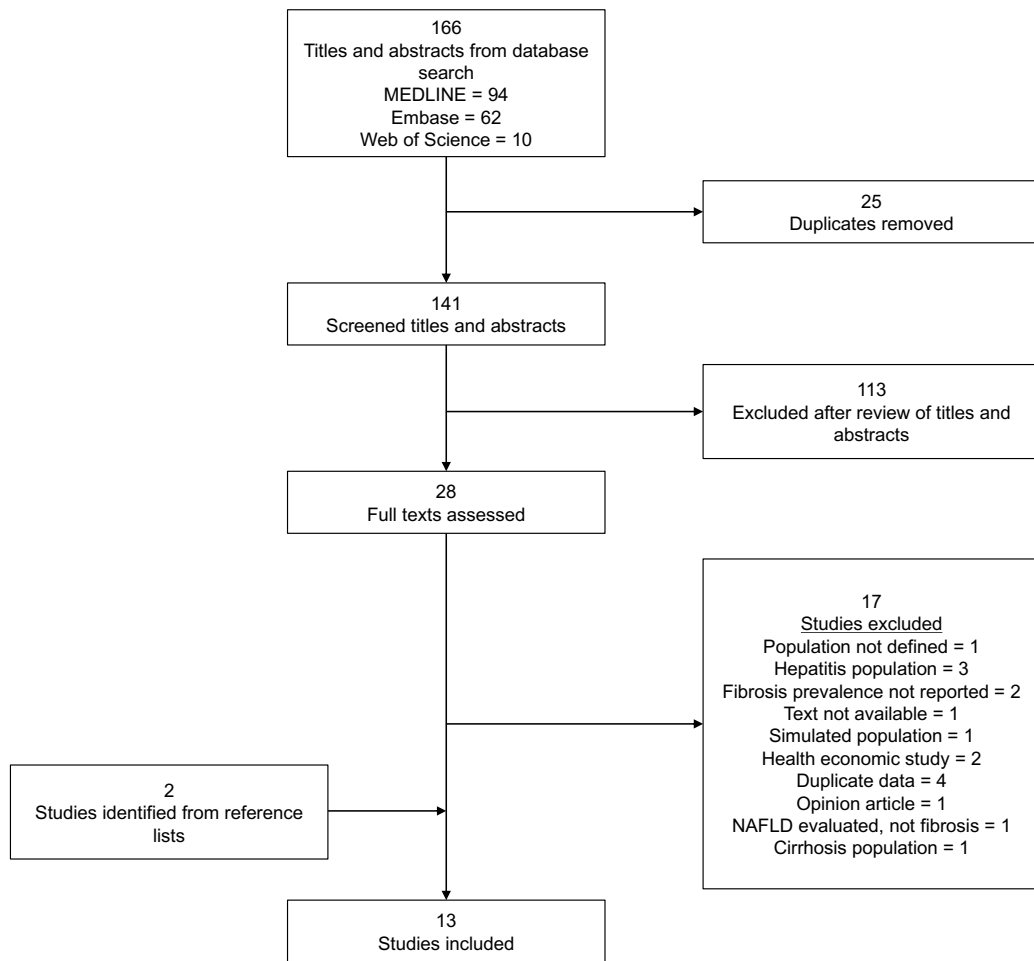 166
Titles and abstracts from database
search
MEDLINE = 94
Embase = 62
Web of Science = 10
25
Duplicates removed
141
Screened titles and abstracts
113
Excluded after review of titles and
abstracts
28
Full texts assessed
17
Studies excluded
Population not defined = 1
Hepatitis population = 3
Fibrosis prevalence not reported = 2
Text not available = 1
Simulated population = 1
Health economic study = 2
Duplicate data = 4
Opinion article = 1
NAFLD evaluated, not fibrosis = 1
Cirrhosis population = 1
2
Studies identified from reference
lists
13
Studies included